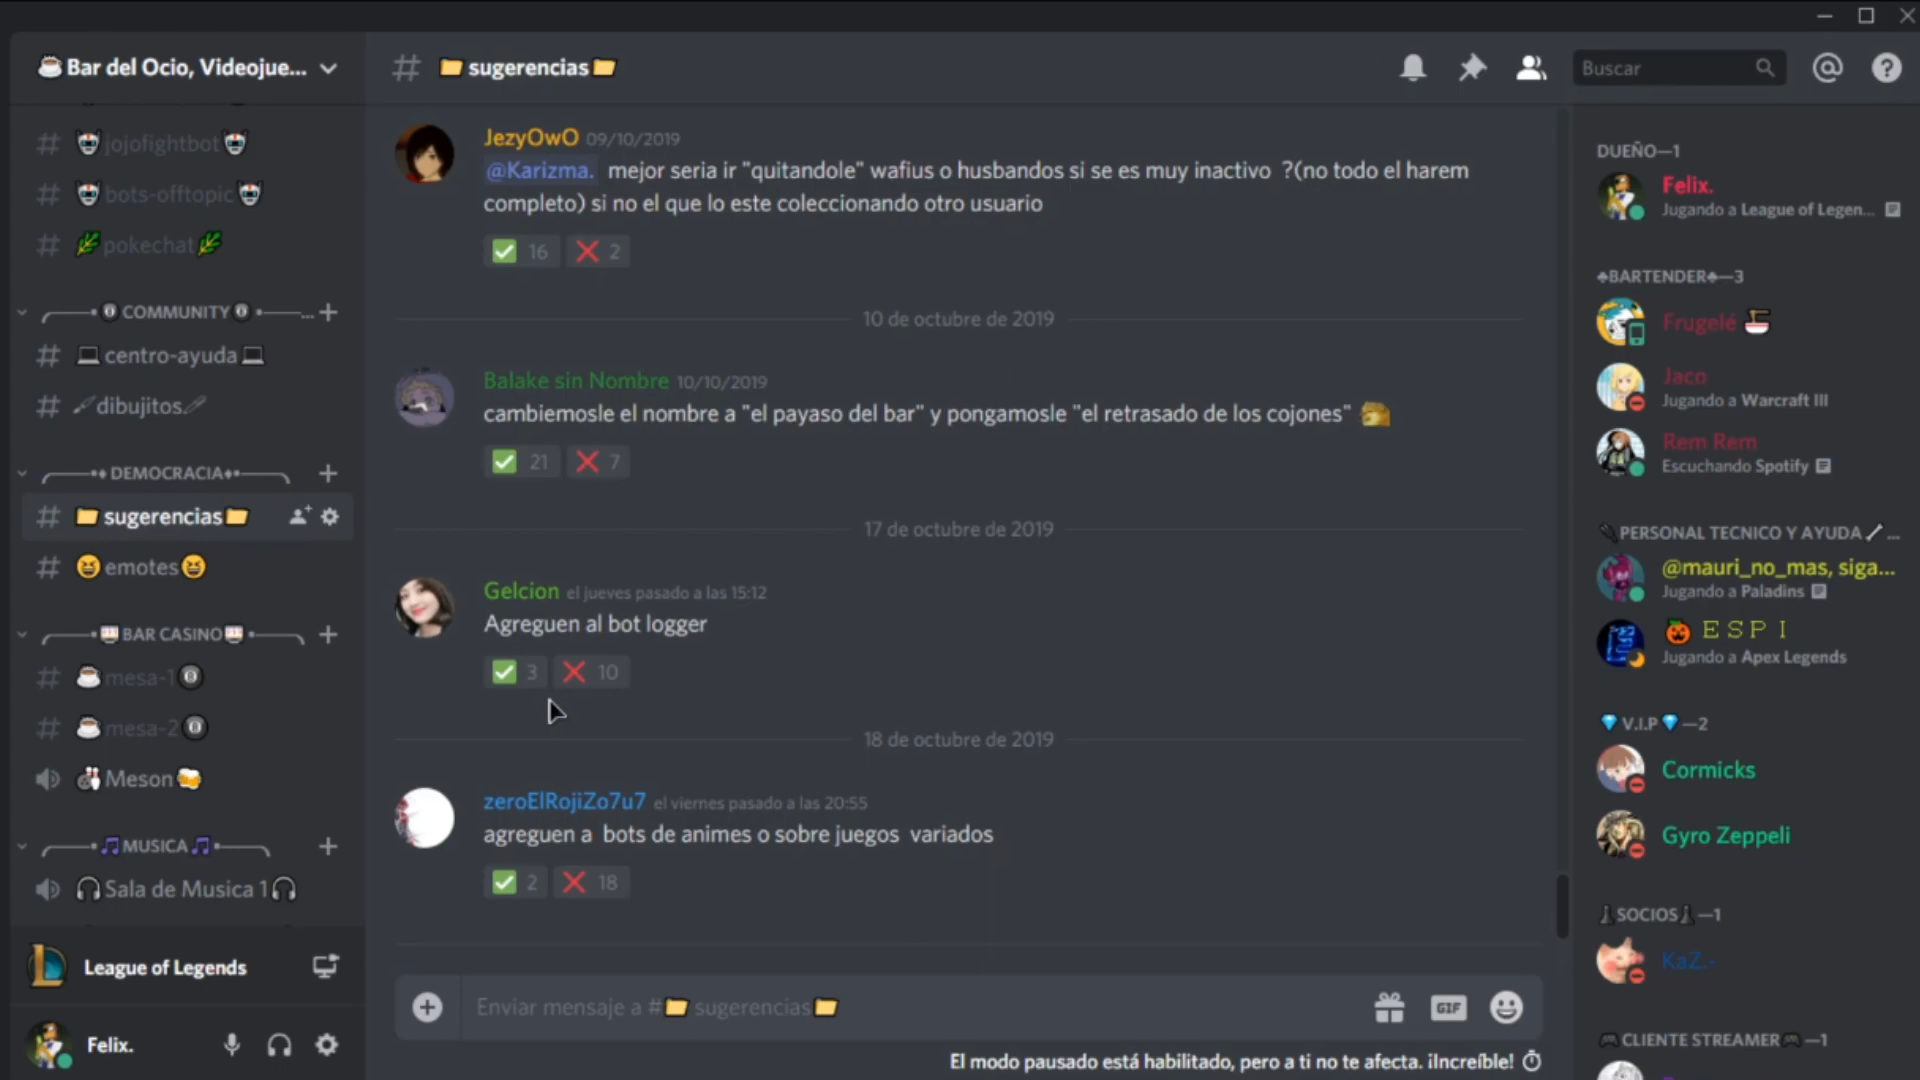 ☕Bar del Ocio, Videojue...
jojofightbot
bots-offtopic
pokechat
COMMUNITY
...
centro-ayuda
dibujitos
DEMOCRACIA
sugerencias
emotes
BAR CASINO
mesa-1
mesa-2
Meson
MUSICA
Sala de Musica 1
League of Legends
Felix.
# 📁sugerencias📁
Buscar
JezyOwO 09/10/2019
@Karizma. mejor seria ir "quitandole" wafius o husbandos si se es muy inactivo ?(no todo el harem
completo) si no el que lo este coleccionando otro usuario
✅ 16 ❌ 2
10 de octubre de 2019
Balake sin Nombre 10/10/2019
cambiemosle el nombre a "el payaso del bar" y pongamosle "el retrasado de los cojones"
✅ 21 ❌ 7
17 de octubre de 2019
Gelcion el jueves pasado a las 15:12
Agreguen al bot logger
✅ 3 ❌ 10
18 de octubre de 2019
zeroElRojiZo7u7 el viernes pasado a las 20:55
agreguen a bots de animes o sobre juegos variados
✅ 2 ❌ 18
Enviar mensaje a #📁sugerencias📁
GIF
El modo pausado está habilitado, pero a ti no te afecta. ¡Increíble!
DUEÑO—1
Felix.
Jugando a League of Legen...
♣BARTENDER♣—3
Frugelé
Jaco
Jugando a Warcraft III
Rem Rem
Escuchando Spotify
PERSONAL TECNICO Y AYUDA ...
@mauri_no_mas, siga...
Jugando a Paladins
🎃 E S P I
Jugando a Apex Legends
💎V.I.P💎—2
Cormicks
Gyro Zeppeli
SOCIOS—1
KaZ.-
🎮CLIENTE STREAMER🎮—1